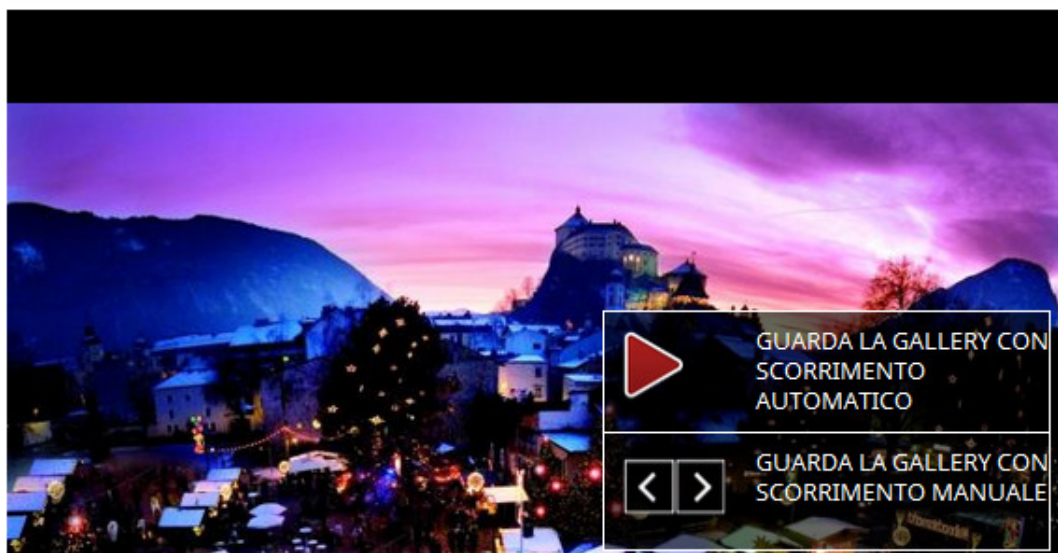 GUARDA LA GALLERY CON
SCORRIMENTO
AUTOMATICO
GUARDA LA GALLERY CON
SCORRIMENTO MANUALE